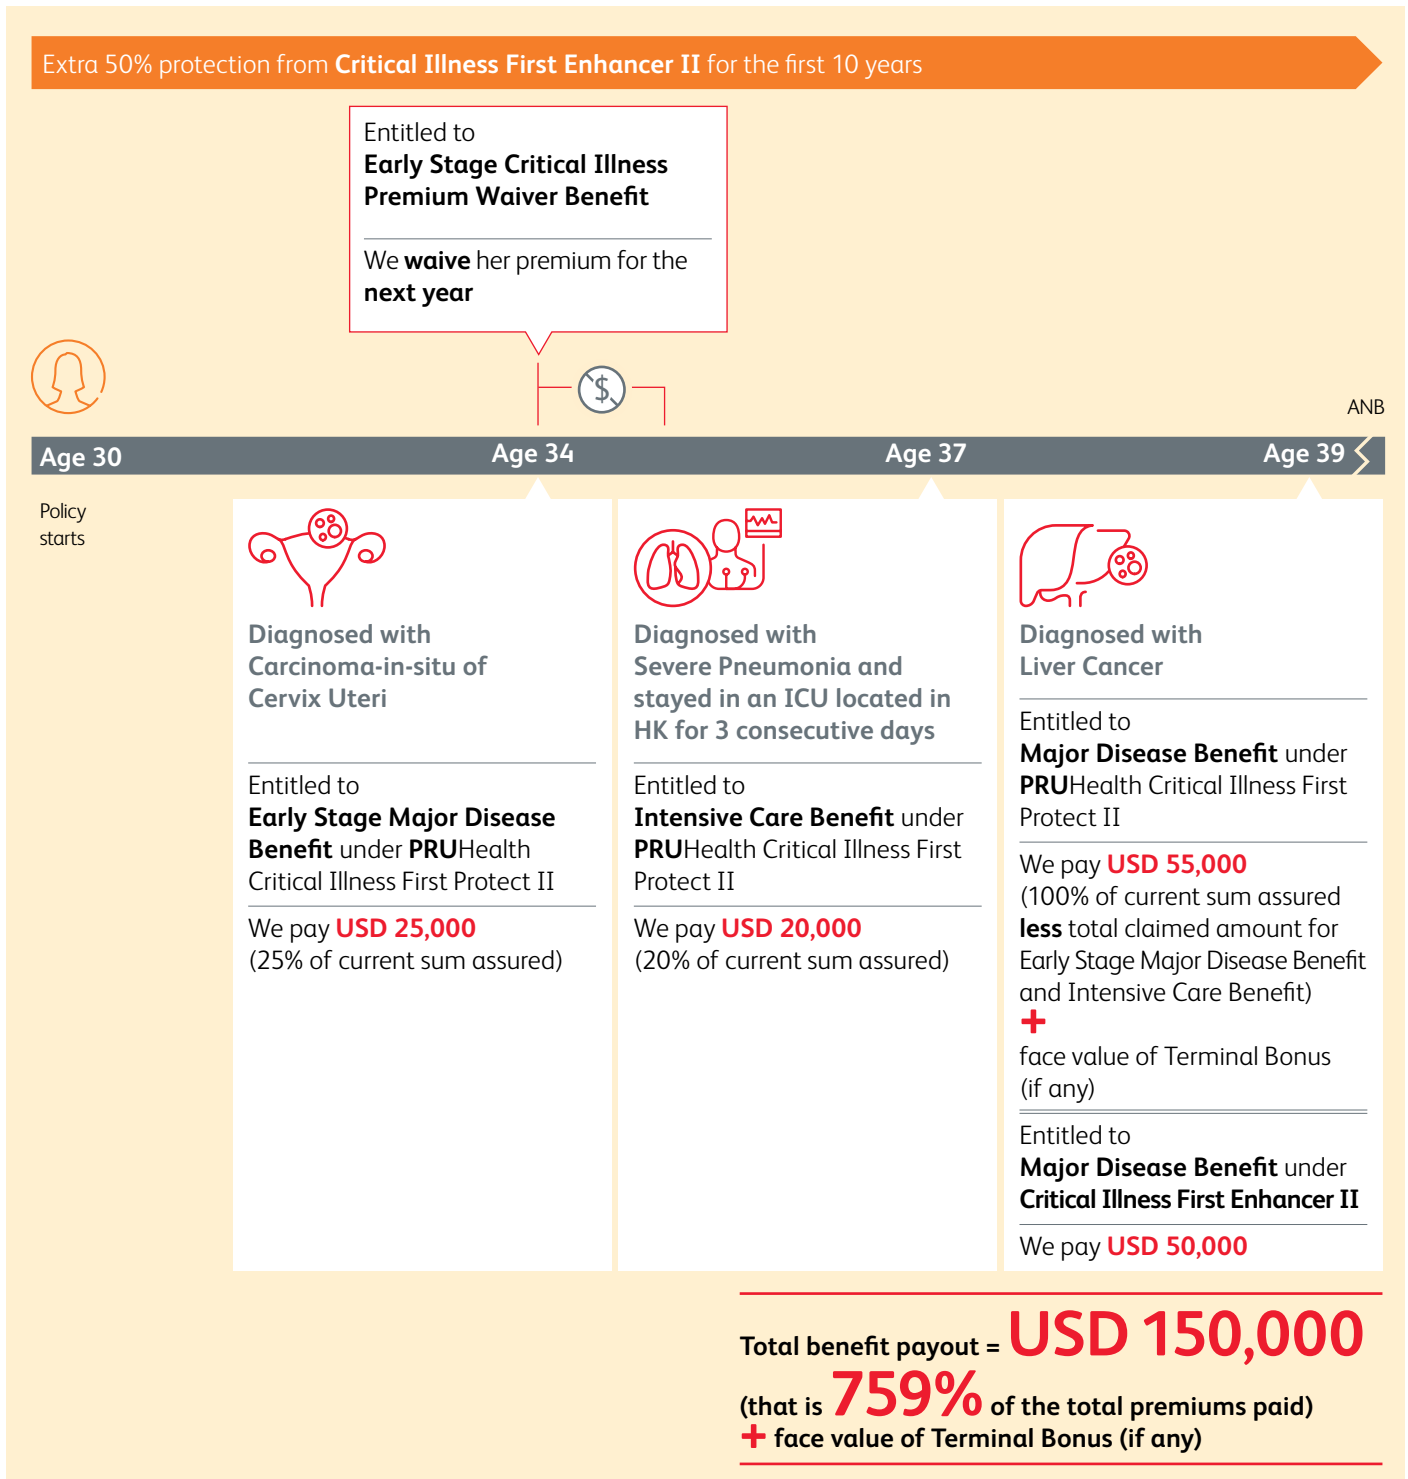 Extra 50% protection from Critical Illness First Enhancer II for the first 10 years
Entitled to
Early Stage Critical Illness
Premium Waiver Benefit
We waive her premium for the
next year
$
ANB
Age 30
Age 34
Age 37
Age 39
Policy
starts
Diagnosed with
Carcinoma-in-situ of
Cervix Uteri
Entitled to
Early Stage Major Disease
Benefit under PRUHealth
Critical Illness First Protect II
We pay USD 25,000
(25% of current sum assured)
Diagnosed with
Severe Pneumonia and
stayed in an ICU located in
HK for 3 consecutive days
Entitled to
Intensive Care Benefit under
PRUHealth Critical Illness First
Protect II
We pay USD 20,000
(20% of current sum assured)
Diagnosed with
Liver Cancer
Entitled to
Major Disease Benefit under
PRUHealth Critical Illness First
Protect II
We pay USD 55,000
(100% of current sum assured
less total claimed amount for
Early Stage Major Disease Benefit
and Intensive Care Benefit)
+
face value of Terminal Bonus
(if any)
Entitled to
Major Disease Benefit under
Critical Illness First Enhancer II
We pay USD 50,000
Total benefit payout = USD 150,000
(that is 759% of the total premiums paid)
+ face value of Terminal Bonus (if any)